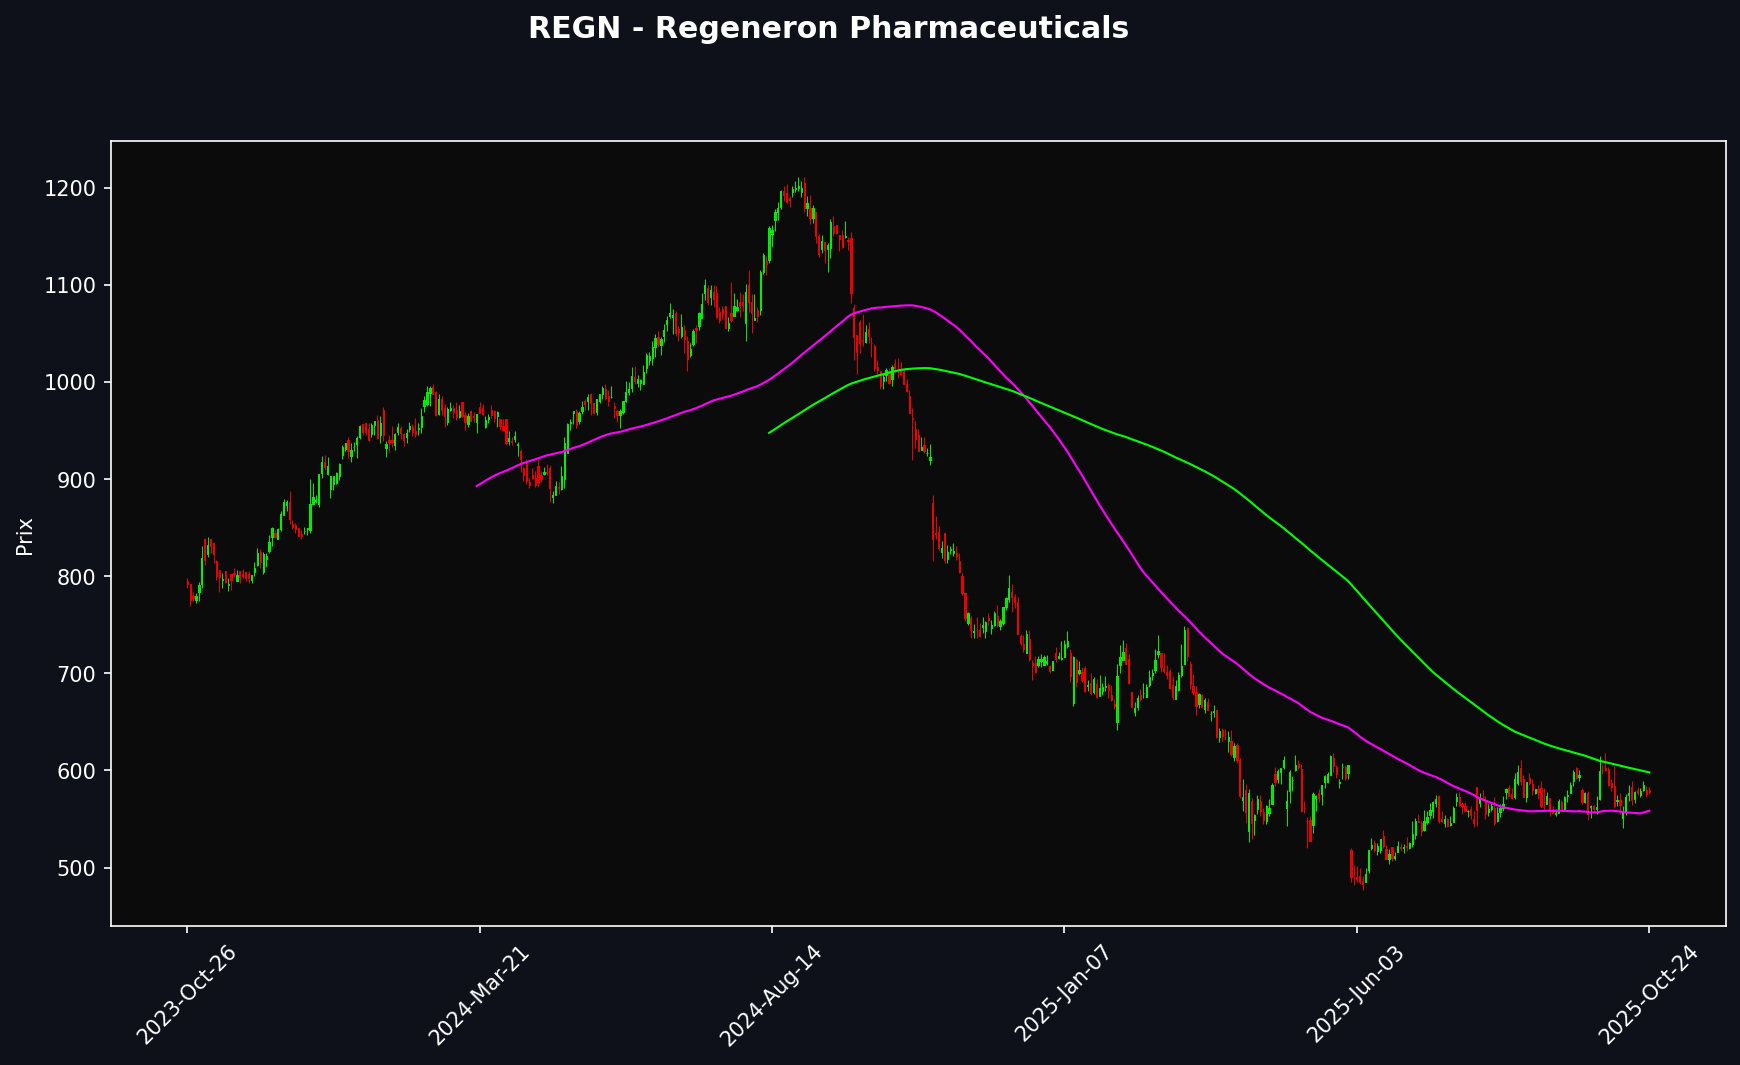 REGN - Regeneron Pharmaceuticals
Prix
1200
1100
1000
900
800
700
600
500
2023-Oct-26
2024-Mar-21
2024-Aug-14
2025-Jan-07
2025-Jun-03
2025-Oct-24